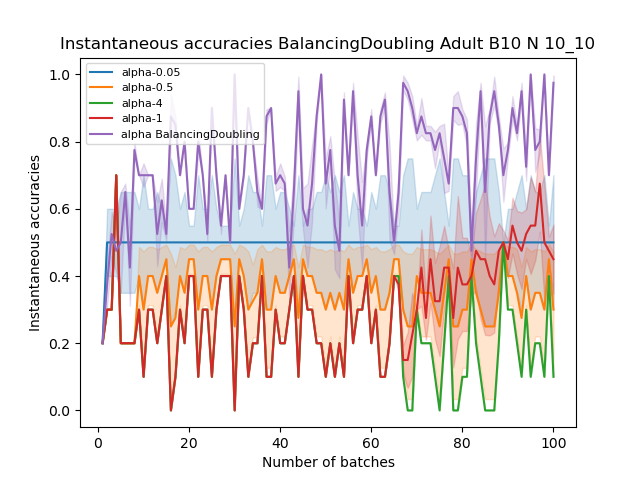 Instantaneous accuracies BalancingDoubling Adult B10 N 10_10
alpha-0.05
alpha-0.5
alpha-4
alpha-1
alpha BalancingDoubling
Instantaneous accuracies
1.0
0.8
0.6
0.4
0.2
0.0
0 20 40 60 80 100
Number of batches